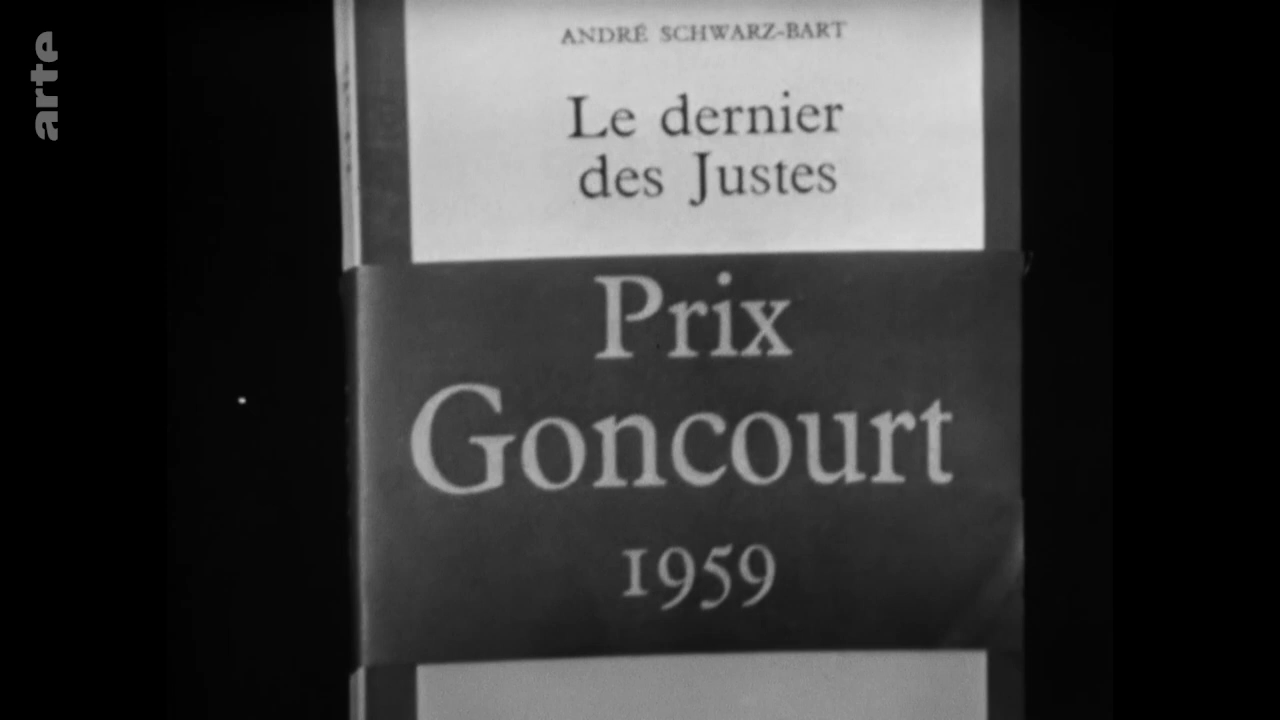 arte
ANDRÉ SCHWARZ-BART
Le dernier
des Justes
Prix
Goncourt
1959